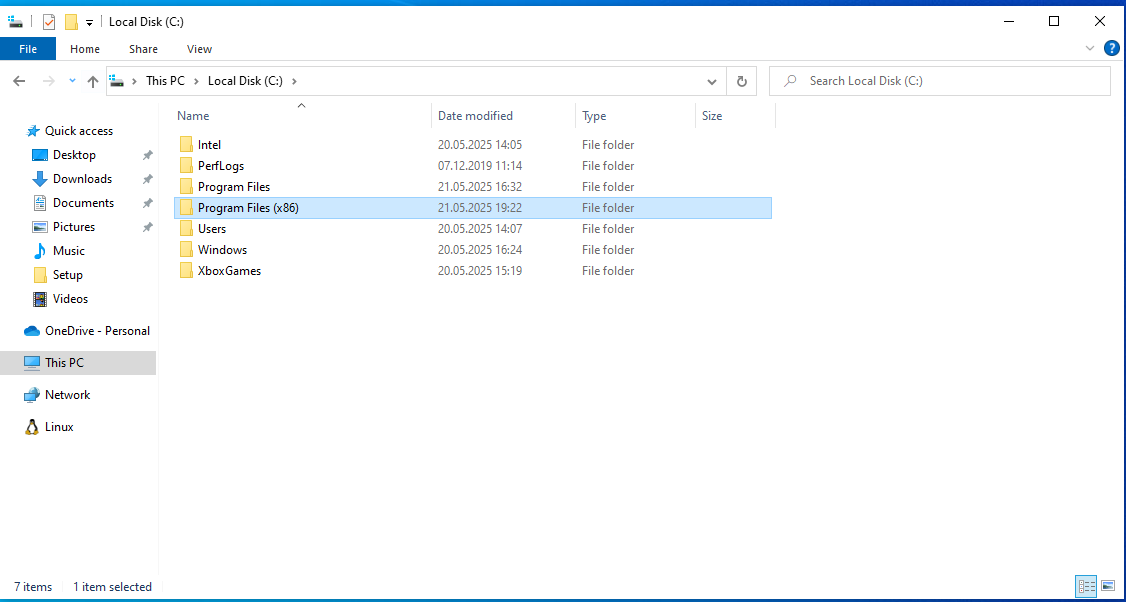 Local Disk (C:)
File Home Share View
This PC Local Disk (C:)
Search Local Disk (C:)
Name Date modified Type Size
Quick access
Desktop
Downloads
Documents
Pictures
Music
Setup
Videos
OneDrive - Personal
This PC
Network
Linux
Intel 20.05.2025 14:05 File folder
PerfLogs 07.12.2019 11:14 File folder
Program Files 21.05.2025 16:32 File folder
Program Files (x86) 21.05.2025 19:22 File folder
Users 20.05.2025 14:07 File folder
Windows 20.05.2025 16:24 File folder
XboxGames 20.05.2025 15:19 File folder
7 items 1 item selected